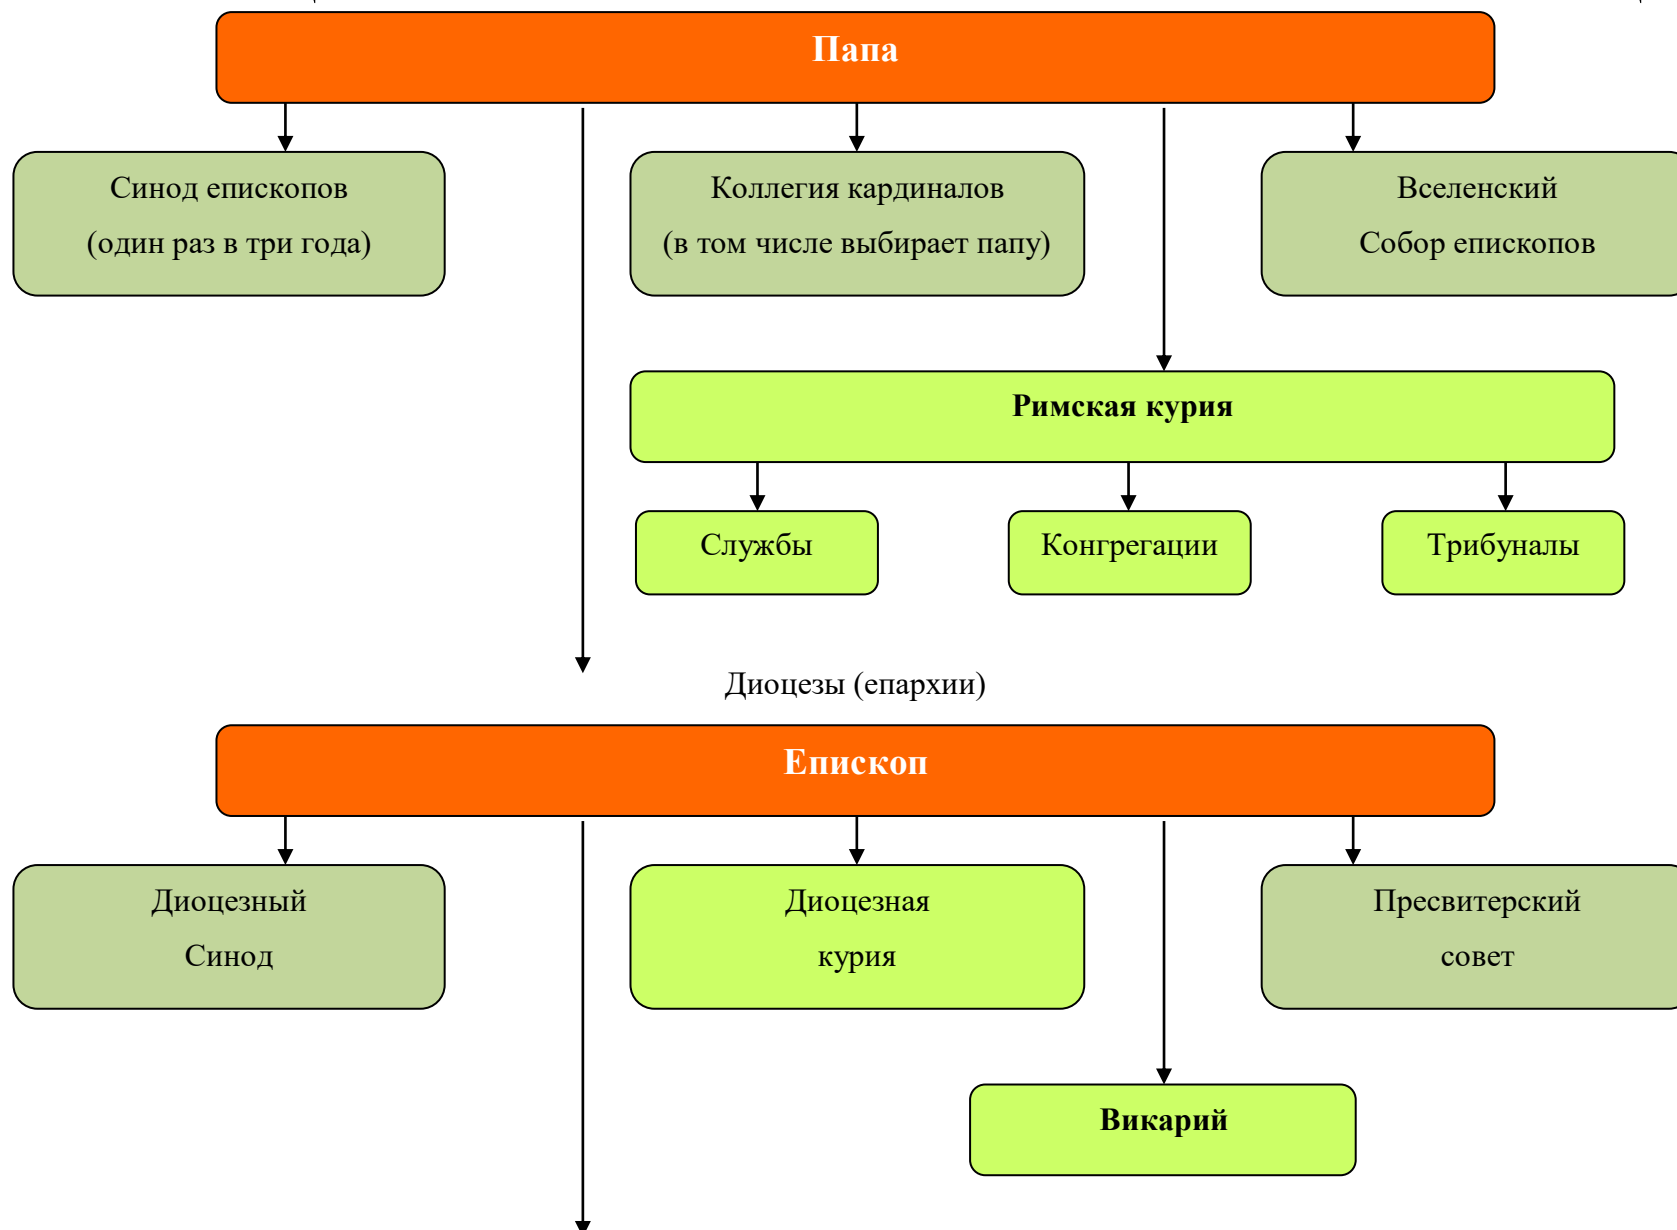 Папа
Синод епископов
(один раз в три года)
Коллегия кардиналов
(в том числе выбирает папу)
Вселенский
Собор епископов
Римская курия
Службы
Конгрегации
Трибуналы
Диоцезы (епархии)
Епископ
Диоцезный
Синод
Диоцезная
курия
Пресвитерский
совет
Викарий